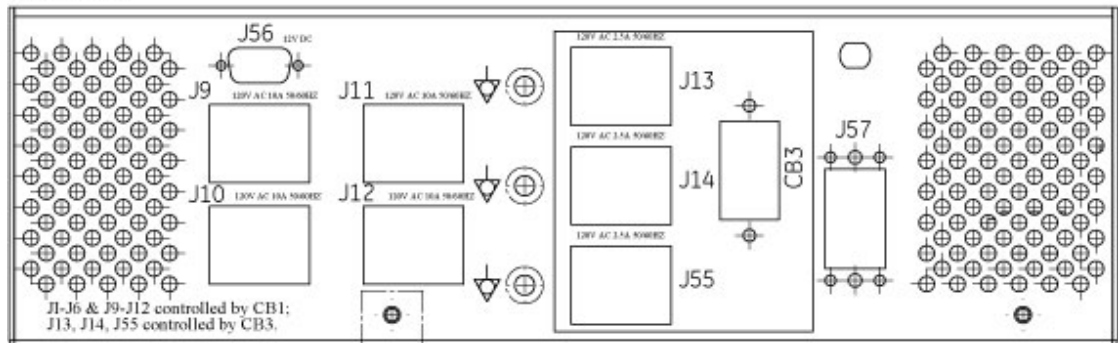 J56
12V DC
120V AC 2.5A 50/60HZ
J9
120V AC 10A 50/60HZ
J11
120V AC 10A 50/60HZ
J13
120V AC 2.5A 50/60HZ
J57
CB3
J10
120V AC 10A 50/60HZ
J12
120V AC 10A 50/60HZ
J14
120V AC 2.5A 50/60HZ
J55
J1-J6 & J9-J12 controlled by CB1;
J13, J14, J55 controlled by CB3.